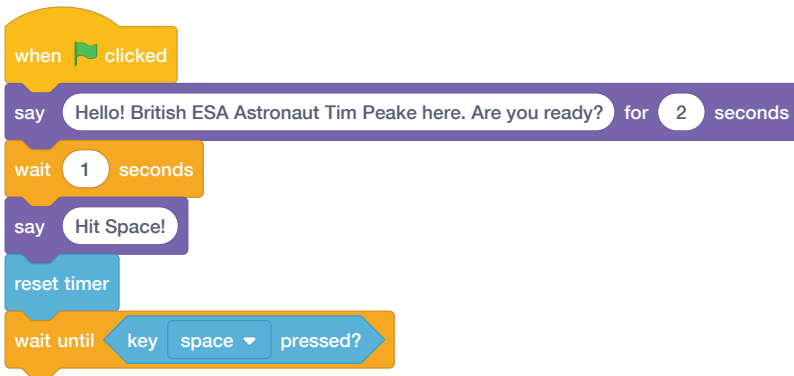 when clicked
say Hello! British ESA Astronaut Tim Peake here. Are you ready? for 2 seconds
wait 1 seconds
say Hit Space!
reset timer
wait until key space pressed?